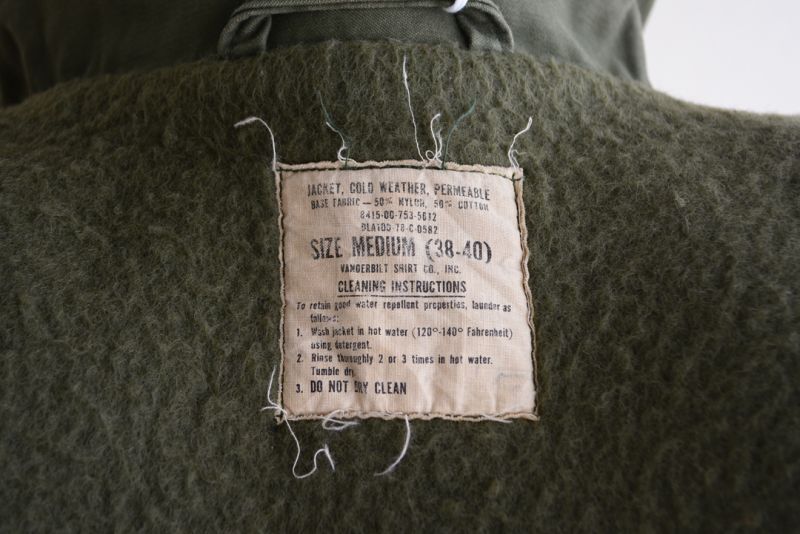 JACKET, COLD WEATHER, PERMEABLE
BASE FABRIC – 50% NYLON, 50% COTTON
8415-00-753-5612
DLA100-78-C-0582
SIZE MEDIUM (38-40)
VANDERBILT SHIRT CO., INC.
CLEANING INSTRUCTIONS
To retain good water repellent properties, launder as
follows:
1. Wash jacket in hot water (120°-140° Fahrenheit)
using detergent.
2. Rinse thoroughly 2 or 3 times in hot water.
Tumble dry.
3. DO NOT DRY CLEAN